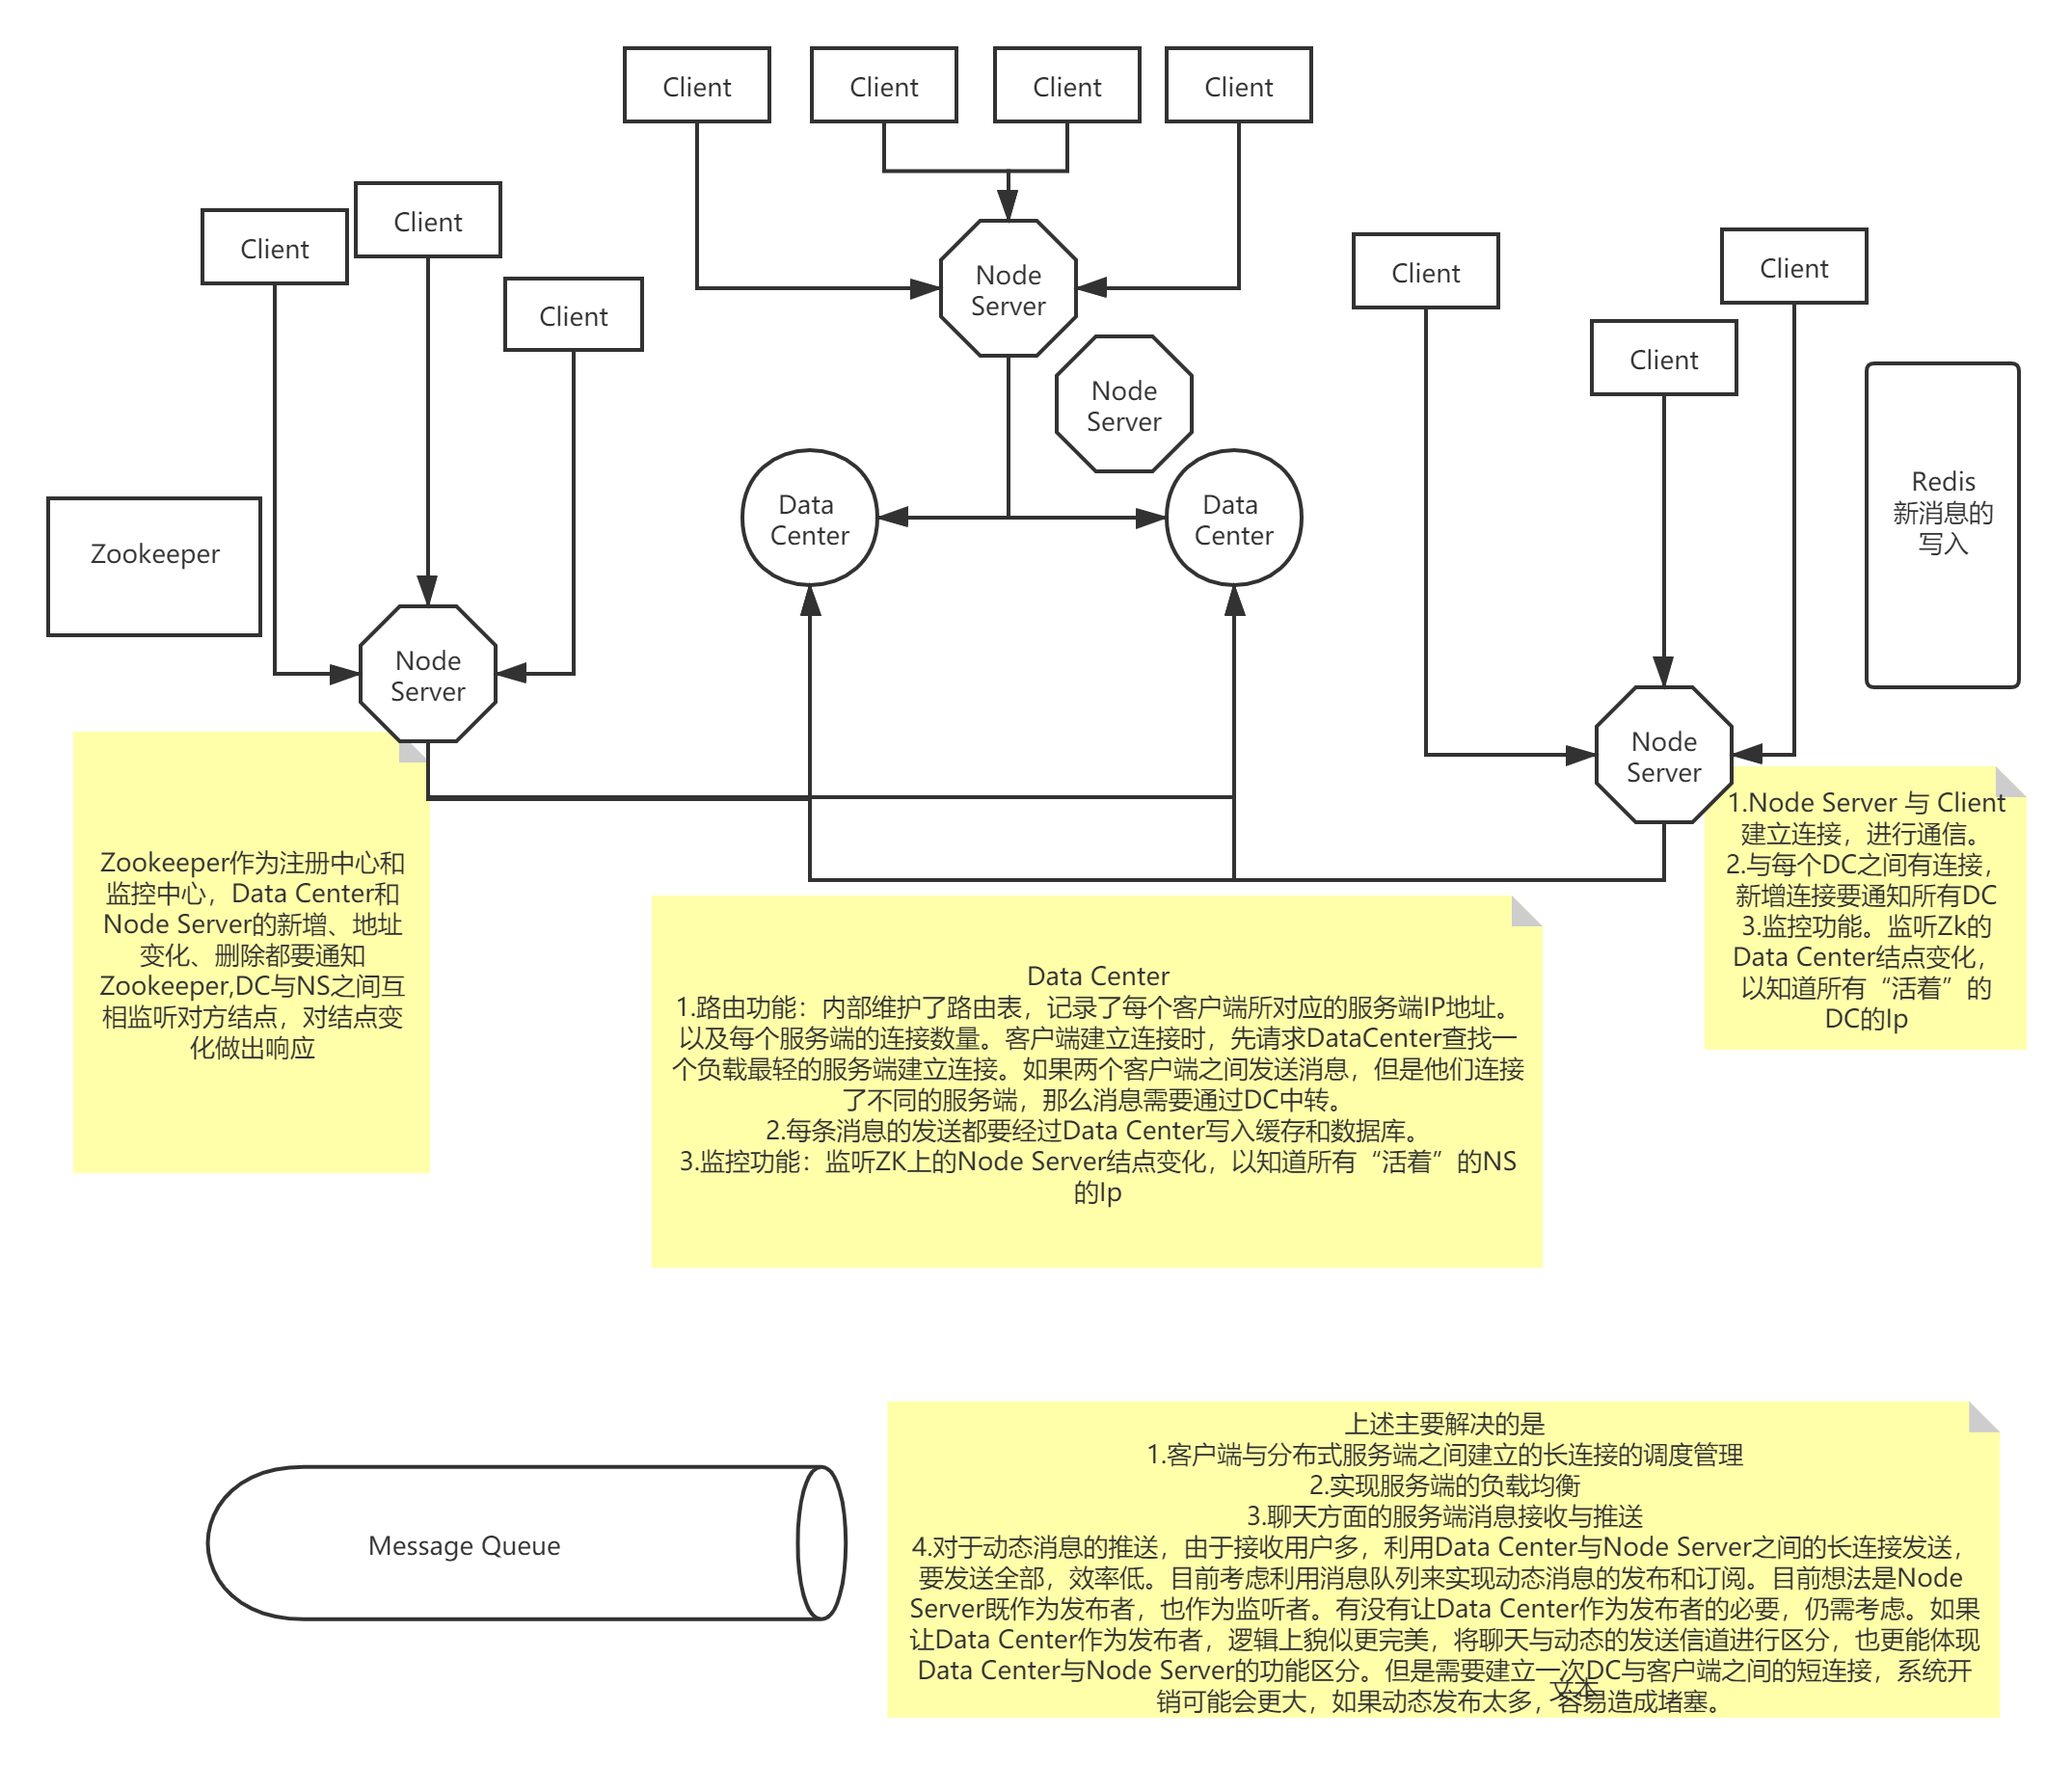 Client
Client
Client
Client
Client
Client
Client
Client
Client
Client
Node
Server
Node
Server
Data
Center
Data
Center
Redis
新消息的
写入
Zookeeper
Node
Server
Node
Server
Zookeeper作为注册中心和
监控中心，Data Center和
Node Server的新增、地址
变化、删除都要通知
Zookeeper,DC与NS之间互
相监听对方结点，对结点变
化做出响应
1.Node Server 与 Client
建立连接，进行通信。
2.与每个DC之间有连接，
新增连接要通知所有DC
3.监控功能。监听Zk的
Data Center结点变化，
以知道所有“活着”的
DC的Ip
Data Center
1.路由功能：内部维护了路由表，记录了每个客户端所对应的服务端IP地址。
以及每个服务端的连接数量。客户端建立连接时，先请求DataCenter查找一
个负载最轻的服务端建立连接。如果两个客户端之间发送消息，但是他们连接
了不同的服务端，那么消息需要通过DC中转。
2.每条消息的发送都要经过Data Center写入缓存和数据库。
3.监控功能：监听ZK上的Node Server结点变化，以知道所有“活着”的NS
的Ip
Message Queue
上述主要解决的是
1.客户端与分布式服务端之间建立的长连接的调度管理
2.实现服务端的负载均衡
3.聊天方面的服务端消息接收与推送
4.对于动态消息的推送，由于接收用户多，利用Data Center与Node Server之间的长连接发送，
要发送全部，效率低。目前考虑利用消息队列来实现动态消息的发布和订阅。目前想法是Node
Server既作为发布者，也作为监听者。有没有让Data Center作为发布者的必要，仍需考虑。如果
让Data Center作为发布者，逻辑上貌似更完美，将聊天与动态的发送信道进行区分，也更能体现
Data Center与Node Server的功能区分。但是需要建立一次DC与客户端之间的短连接，系统开
销可能会更大，如果动态发布太多，容易造成堵塞。
文本